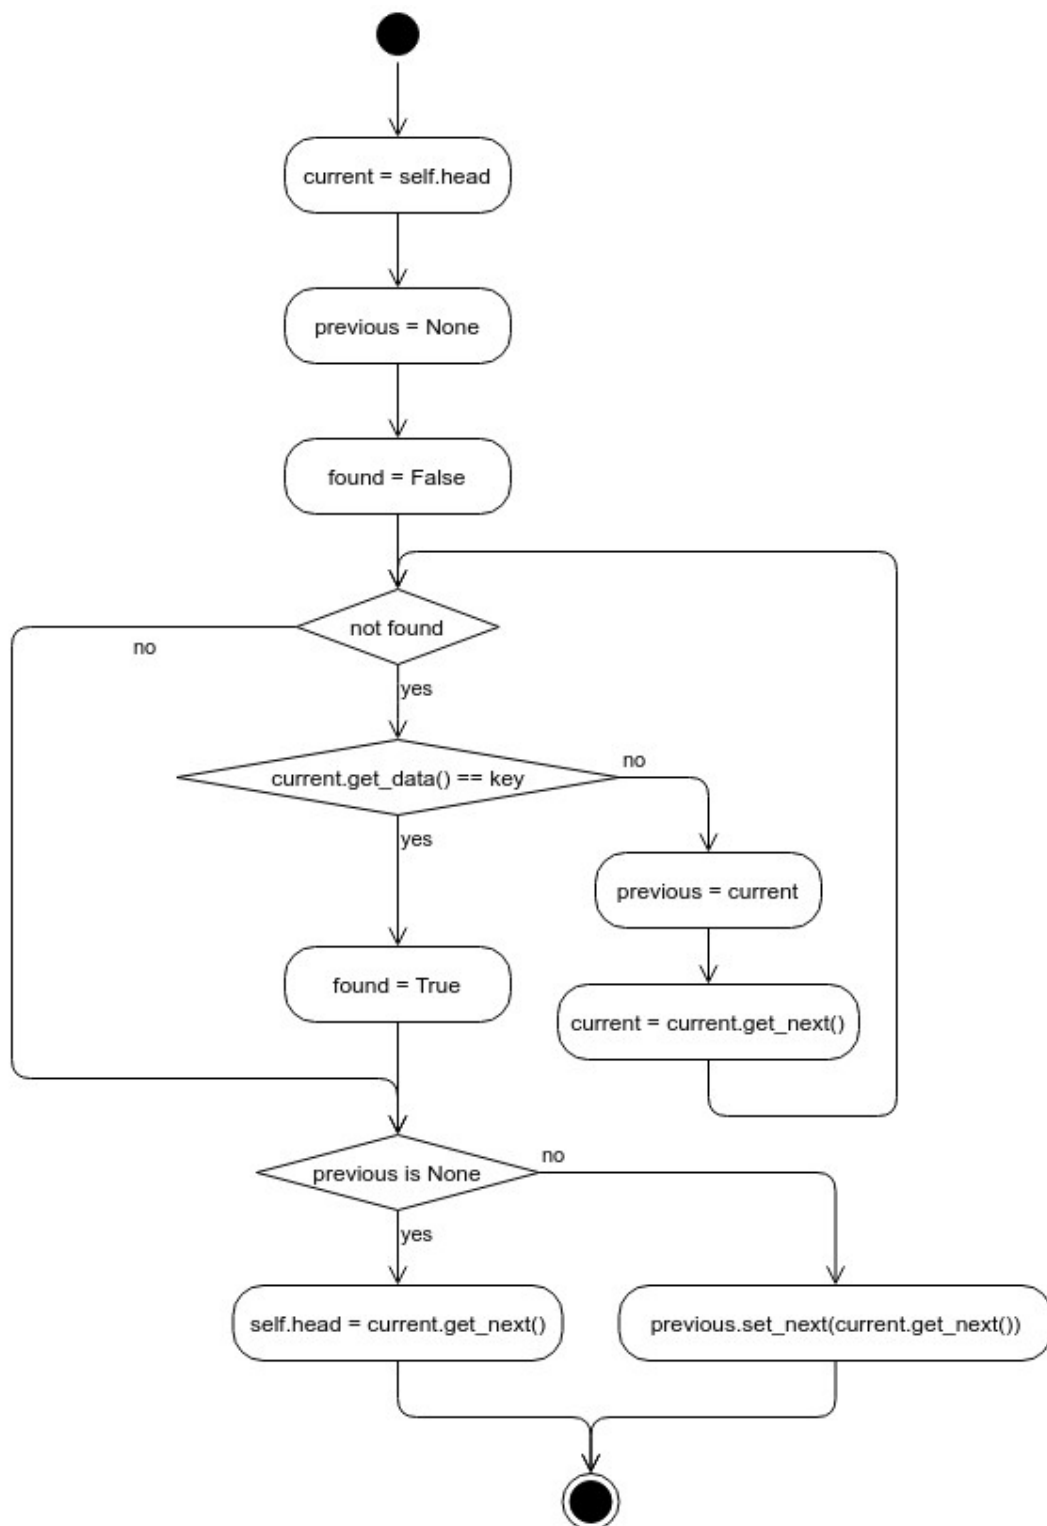 current = self.head
previous = None
found = False
not found
no
yes
current.get_data() == key
no
yes
previous = current
found = True
current = current.get_next()
previous is None
no
yes
self.head = current.get_next()
previous.set_next(current.get_next())